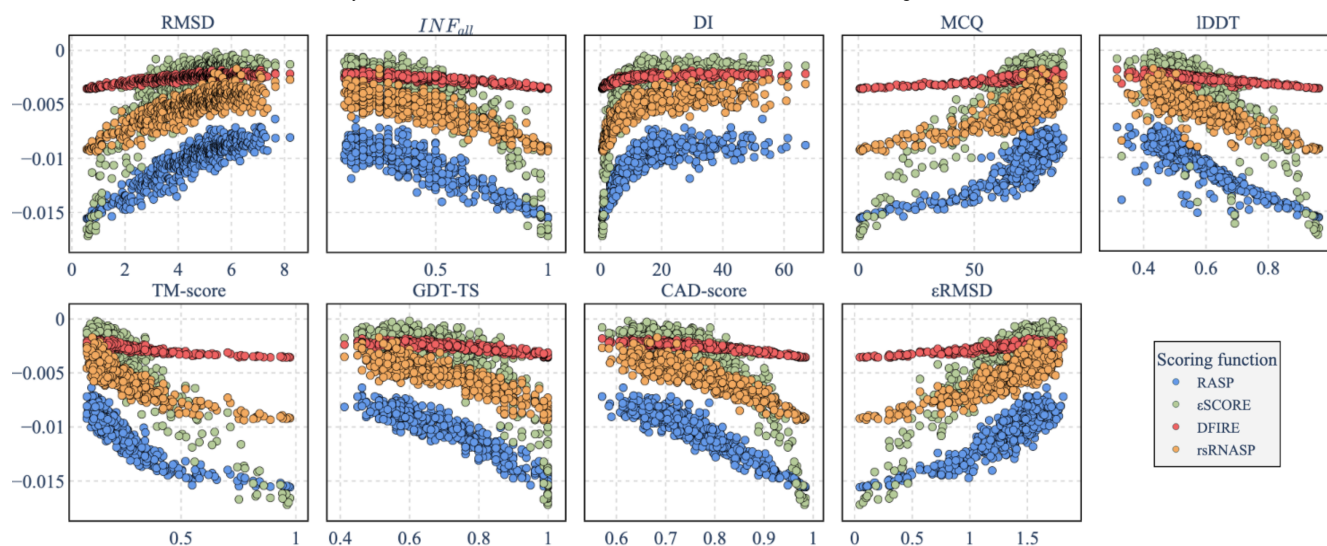 RMSD
INF_all
DI
MCQ
lDDT
0
−0.005
−0.01
−0.015
0 2 4 6 8
0.5 1
0 20 40 60
0 50
0.4 0.6 0.8
TM-score
GDT-TS
CAD-score
εRMSD
0
−0.005
−0.01
−0.015
0.5 1
0.4 0.6 0.8 1
0.6 0.7 0.8 0.9 1
0 0.5 1 1.5
Scoring function
RASP
εSCORE
DFIRE
rsRNASP